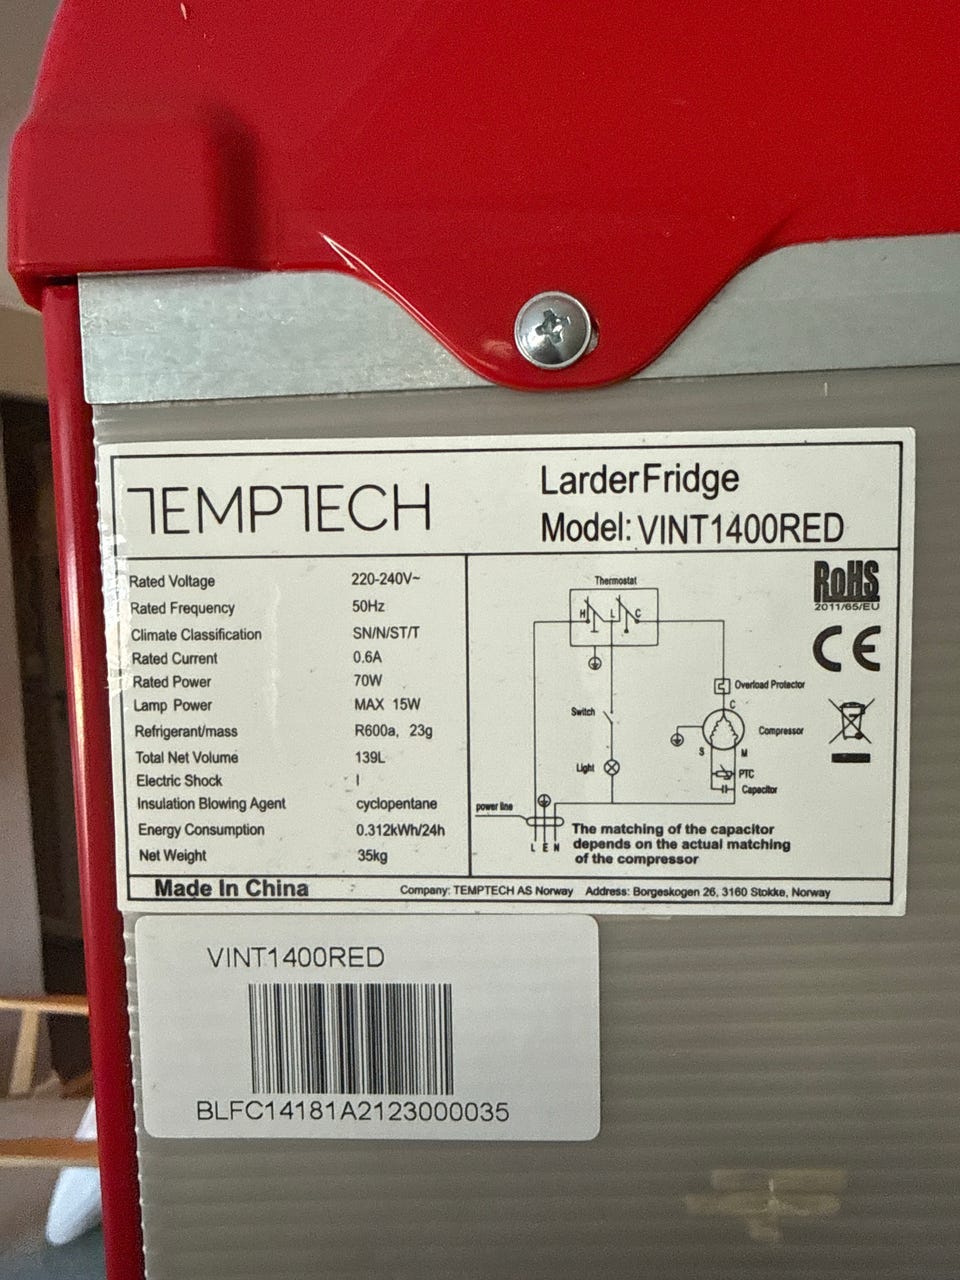 TEMPTECH
LarderFridge
Model: VINT1400RED
Rated Voltage 220-240V~
Rated Frequency 50Hz
Climate Classification SN/N/ST/T
Rated Current 0.6A
Rated Power 70W
Lamp Power MAX 15W
Refrigerant/mass R600a, 23g
Total Net Volume 139L
Electric Shock I
Insulation Blowing Agent cyclopentane
Energy Consumption 0.312kWh/24h
Net Weight 35kg
Thermostat
H L C
Overload Protector
C
Switch
Compressor
S M
Light
PTC
Capacitor
power line
L E N
The matching of the capacitor
depends on the actual matching
of the compressor
RoHS
2011/65/EU
CE
Made In China
Company: TEMPTECH AS Norway Address: Borgeskogen 26, 3160 Stokke, Norway
VINT1400RED
BLFC14181A2123000035